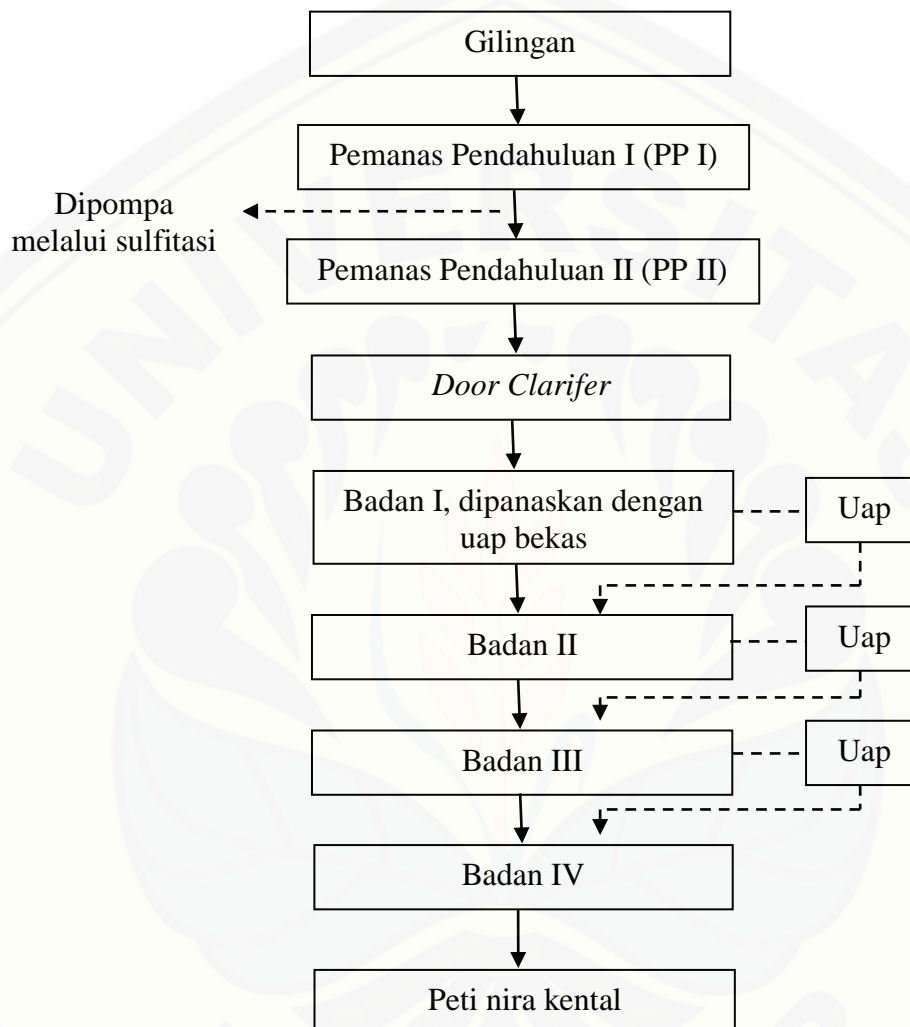 Gilingan
Pemanas Pendahuluan I (PP I)
Dipompa
melalui sulfitasi
Pemanas Pendahuluan II (PP II)
Door Clarifer
Badan I, dipanaskan dengan
uap bekas
Uap
Badan II
Uap
Badan III
Uap
Badan IV
Peti nira kental
UNIVERSITAS